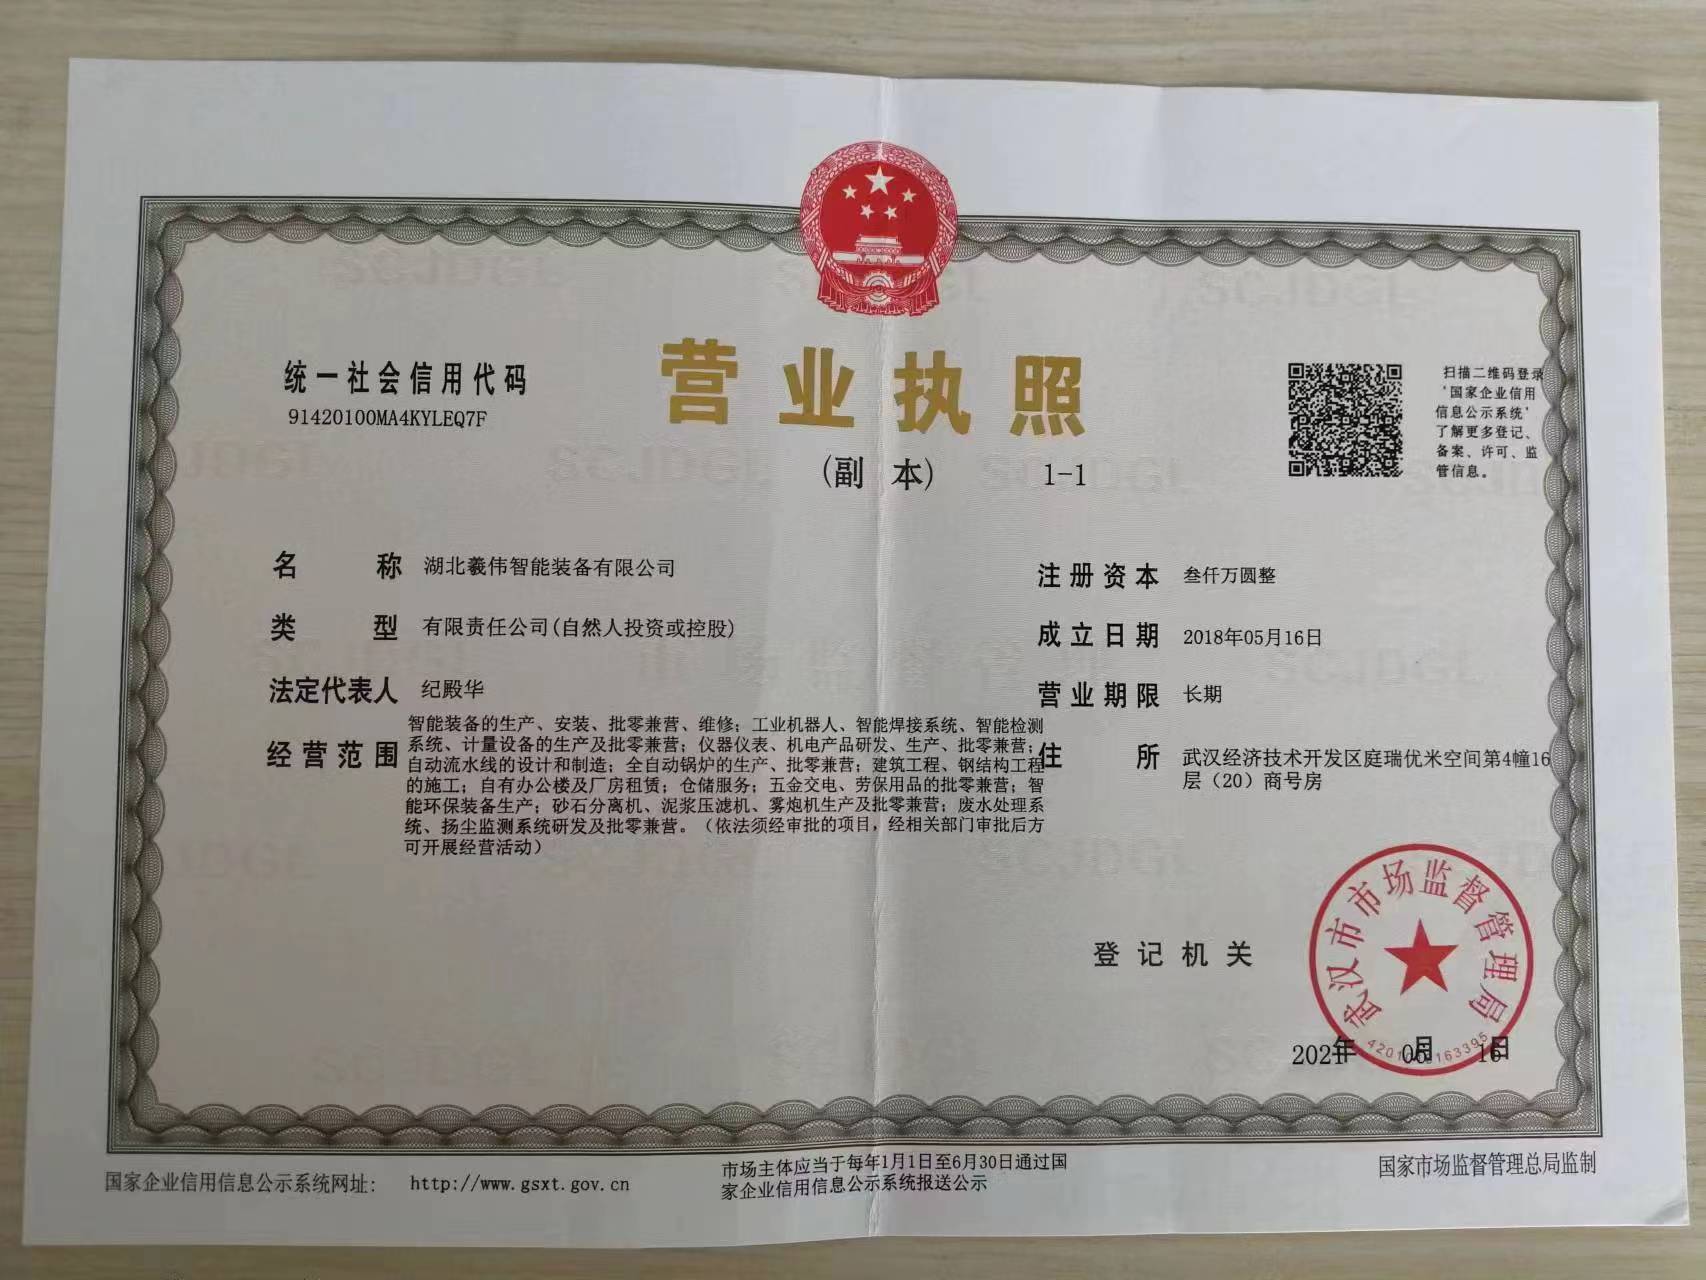 统一社会信用代码
91420100MA4KYLEQ7F
营业执照
(副 本) 1-1
扫描二维码登录
'国家企业信用
信息公示系统'
了解更多登记、
备案、许可、监
管信息。
名 称 湖北羲伟智能装备有限公司
类 型 有限责任公司(自然人投资或控股)
法定代表人 纪殿华
经营范围
智能装备的生产、安装、批零兼营、维修;工业机器人、智能焊接系统、智能检测
系统、计量设备的生产及批零兼营;仪器仪表、机电产品研发、生产、批零兼营;
自动流水线的设计和制造;全自动锅炉的生产、批零兼营;建筑工程、钢结构工程
的施工;自有办公楼及厂房租赁;仓储服务;五金交电、劳保用品的批零兼营;智
能环保装备生产;砂石分离机、泥浆压滤机、雾炮机生产及批零兼营;废水处理系
统、扬尘监测系统研发及批零兼营。(依法须经审批的项目,经相关部门审批后方
可开展经营活动)
注册资本 叁仟万圆整
成立日期 2018年05月16日
营业期限 长期
住 所 武汉经济技术开发区庭瑞优米空间第4幢16
层(20)商号房
登记机关
武汉市市场监督管理局
2021年
月
日
国家企业信用信息公示系统网址: http://www.gsxt.gov.cn
市场主体应当于每年1月1日至6月30日通过国
家企业信用信息公示系统报送公示
国家市场监督管理总局监制